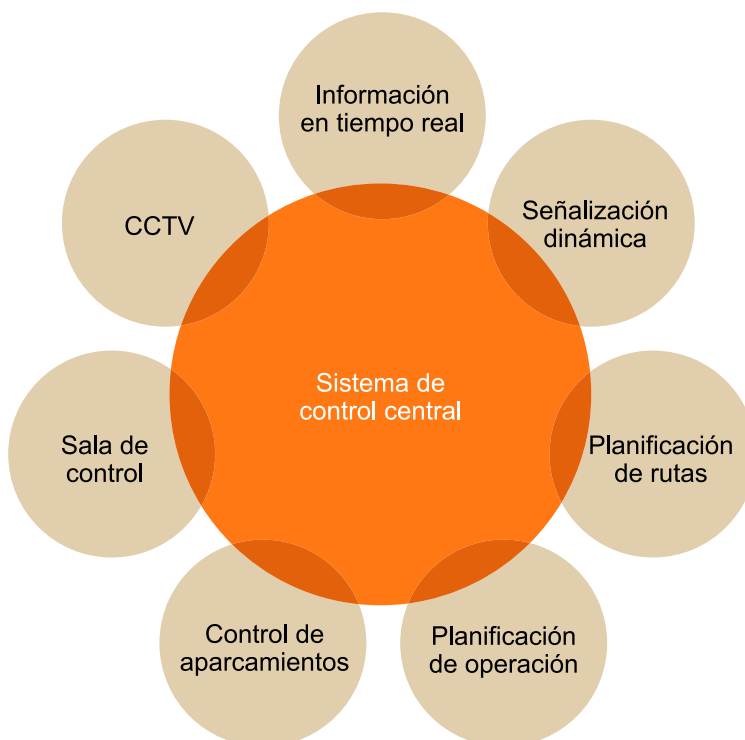 Información
en tiempo real
CCTV
Señalización
dinámica
Sistema de
control central
Sala de
control
Planificación
de rutas
Control de
aparcamientos
Planificación
de operación